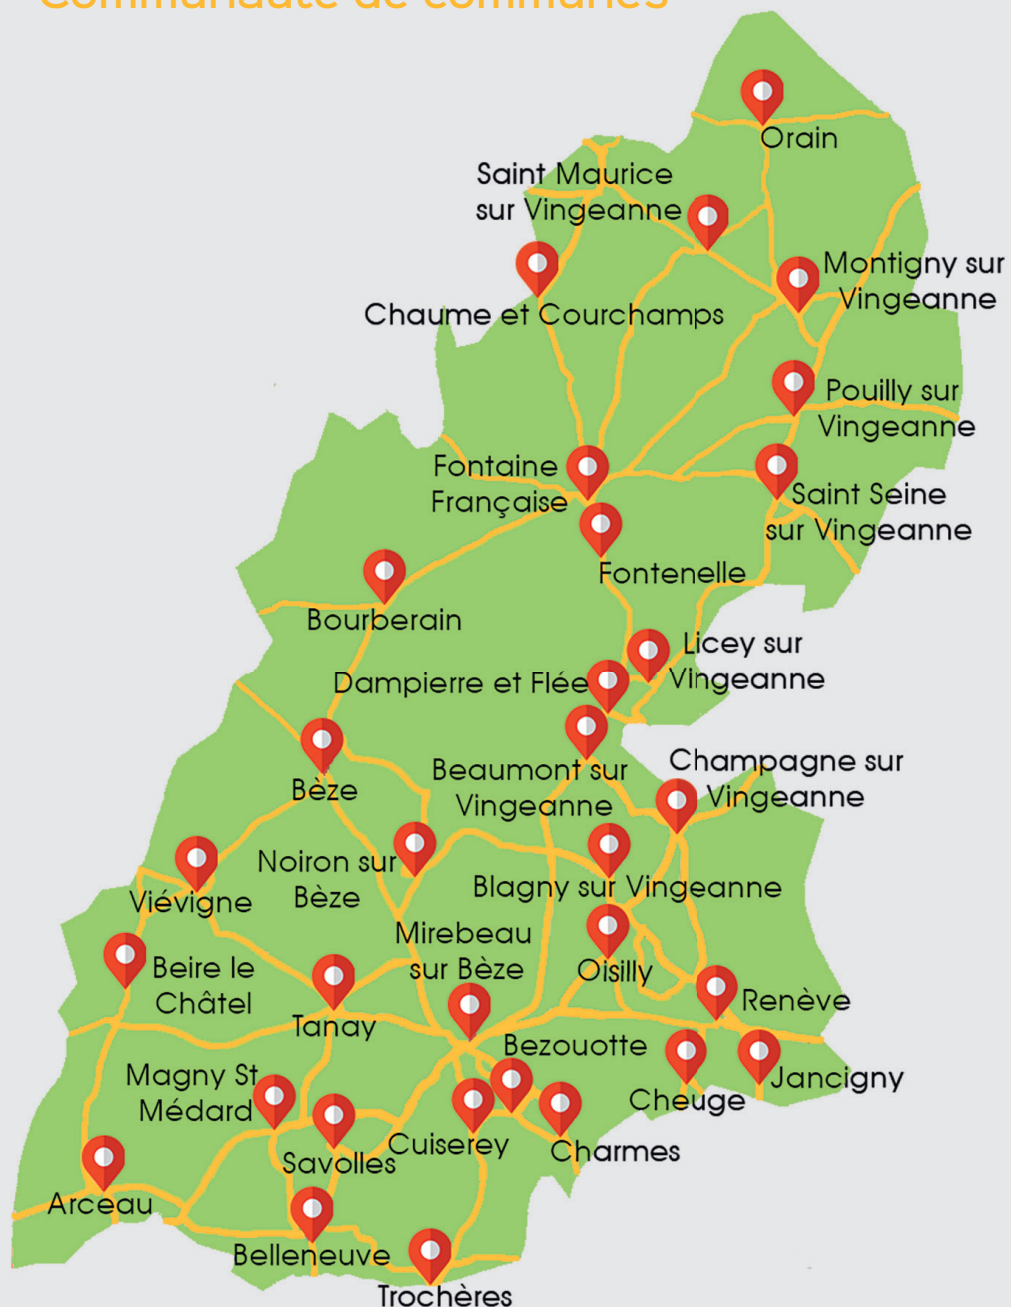 Communauté de communes
Orain
Saint Maurice
sur Vingeanne
Montigny sur
Vingeanne
Chaume et Courchamps
Pouilly sur
Vingeanne
Fontaine
Française
Saint Seine
sur Vingeanne
Fontenelle
Bourberain
Licey sur
Vingeanne
Dampierre et Flée
Champagne sur
Vingeanne
Beaumont sur
Vingeanne
Bèze
Noiron sur
Bèze
Blagny sur Vingeanne
Viévigne
Mirebeau
sur Bèze
Oisilly
Beire le
Châtel
Renève
Tanay
Bezouotte
Jancigny
Magny St
Médard
Cheuge
Cuiserey
Charmes
Savolles
Arceau
Belleneuve
Trochères